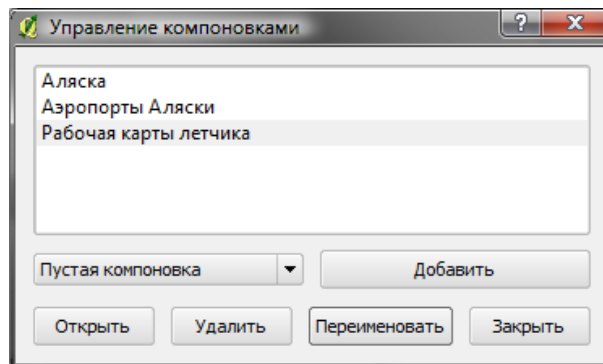 Управление компоновками
Аляска
Аэропорты Аляски
Рабочая карты летчика
Пустая компоновка Добавить
Открыть Удалить Переименовать Закрыть